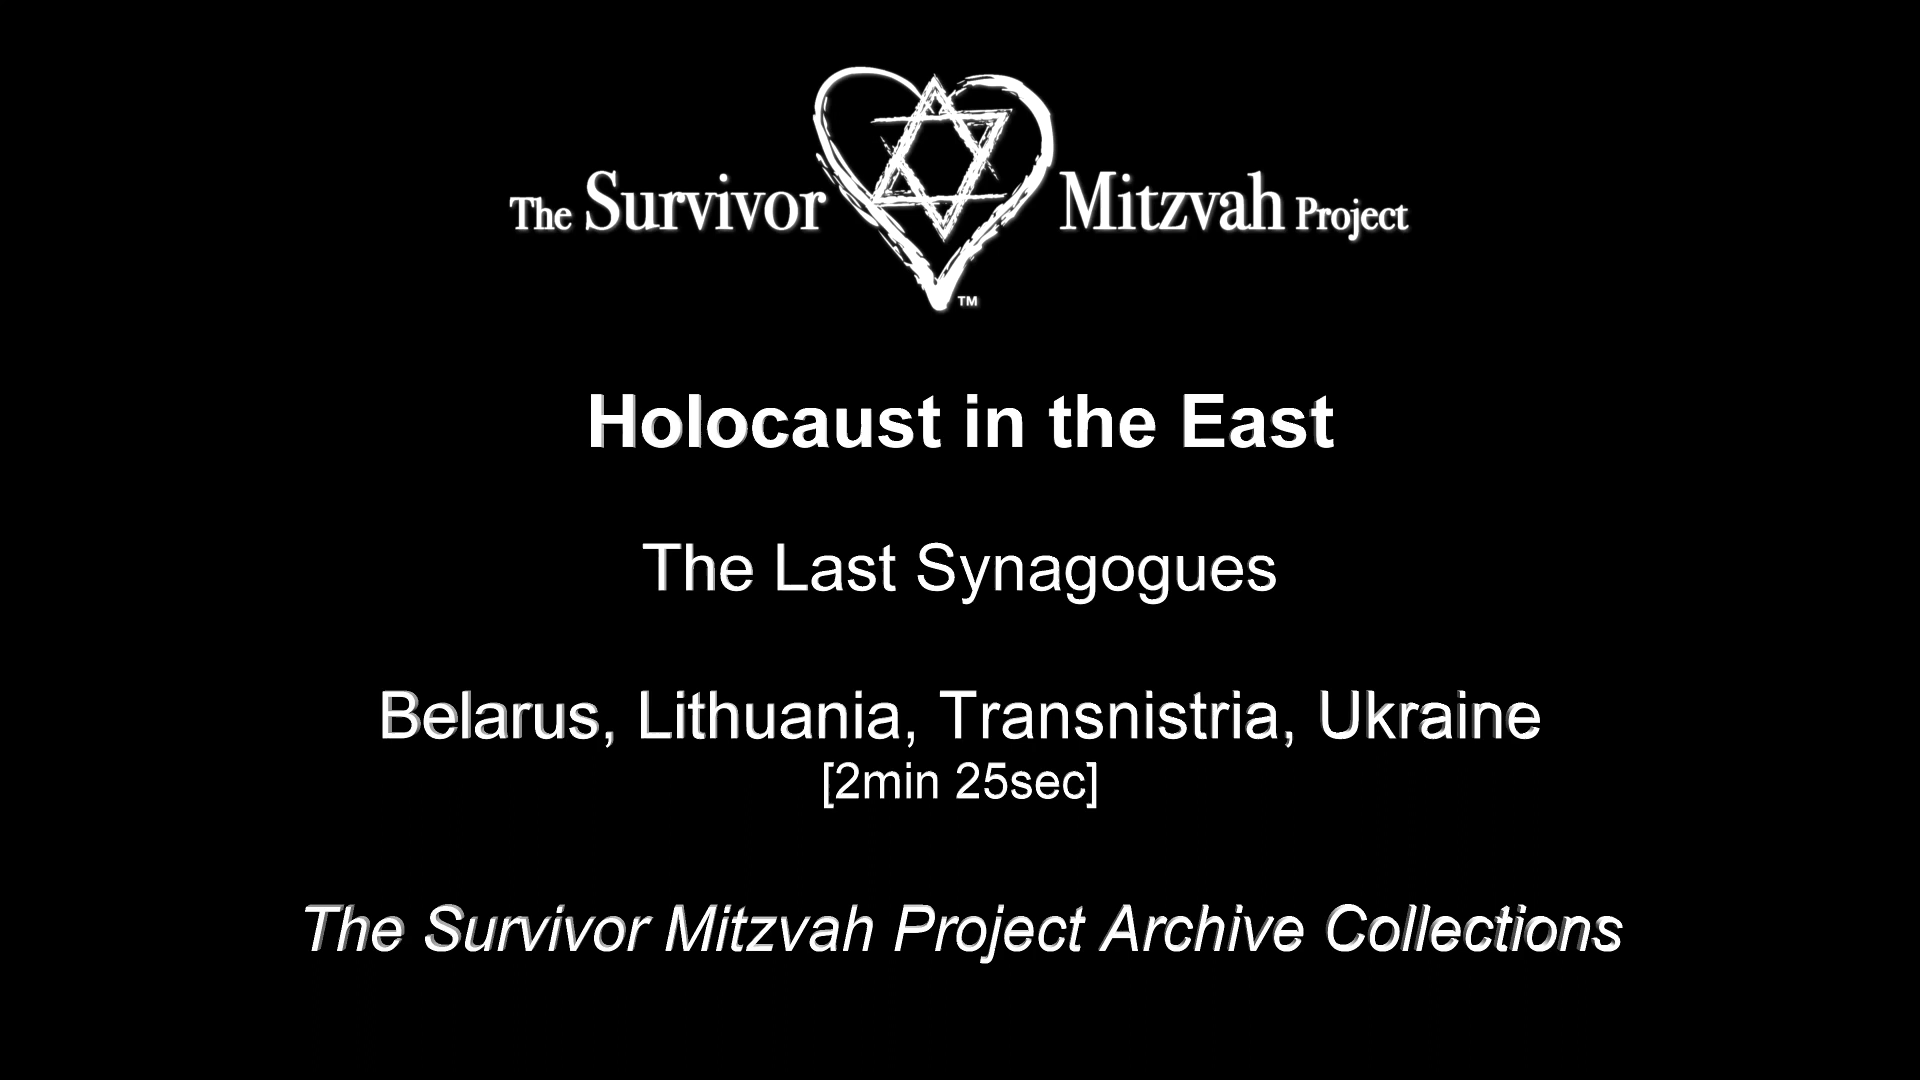 The Survivor Mitzvah Project
TM
Holocaust in the East
The Last Synagogues
Belarus, Lithuania, Transnistria, Ukraine
[2min 25sec]
The Survivor Mitzvah Project Archive Collections